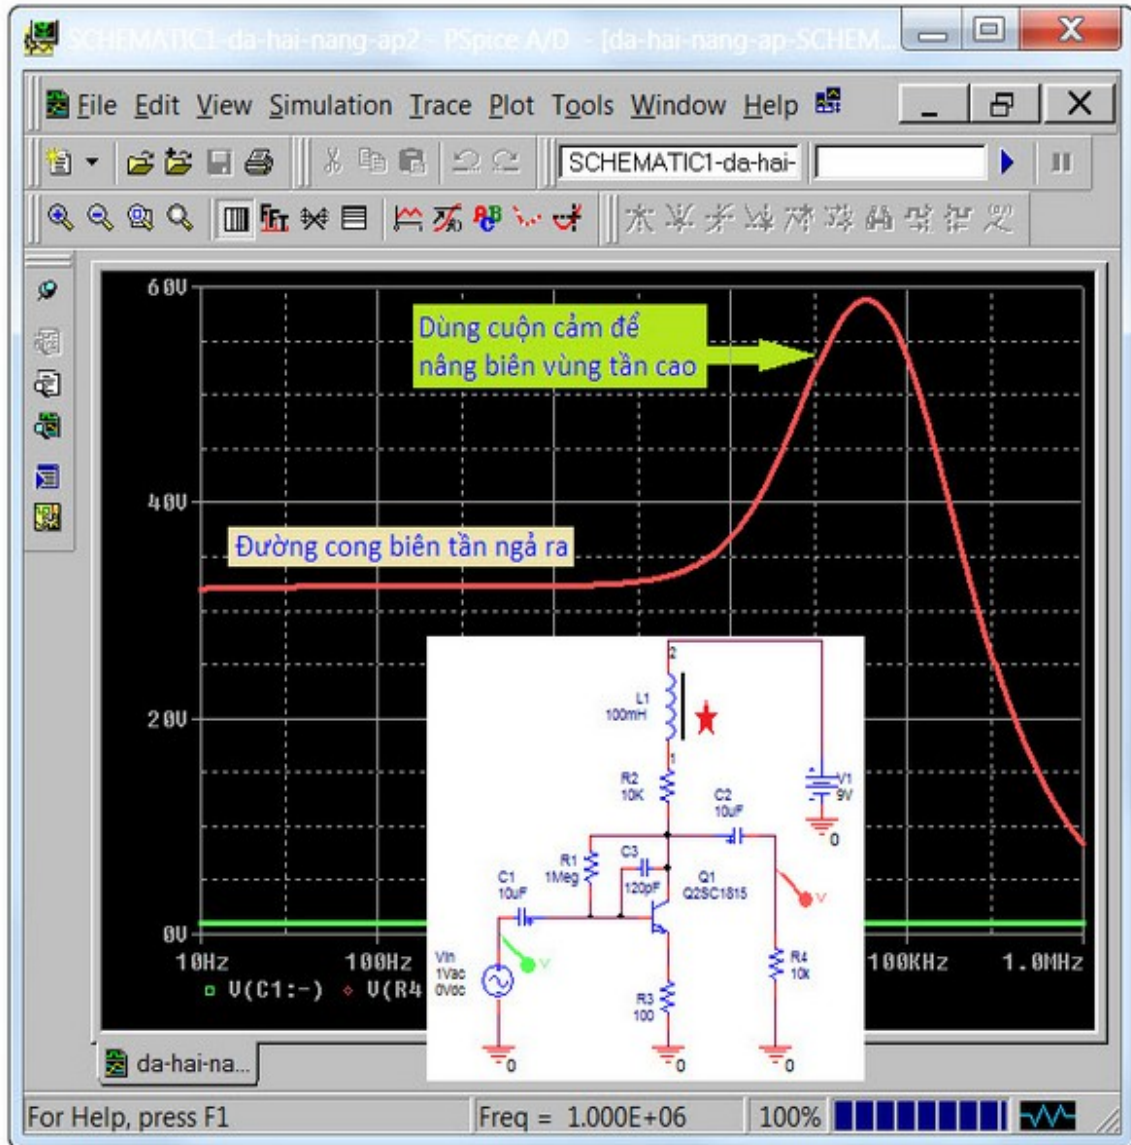 SCHEMATIC1-da-hai-nang-ap2 - PSpice A/D - [da-hai-nang-ap-SCHEM...
File Edit View Simulation Trace Plot Tools Window Help
SCHEMATIC1-da-hai-
FFT
60V
Dùng cuộn cảm để
nâng biên vùng tần cao
40V
Đường cong biên tần ngả ra
2
L1
100mH
1
R2
10K
V1
9V
C2
10uF
0
20V
R1
1Meg
C3
120pF
Q1
Q2SC1815
C1
10uF
V
V
Vin
1Vac
0Vdc
R4
10k
R3
100
0
0
0
0V
10Hz 100Hz 100KHz 1.0MHz
V(C1:-) V(R4
da-hai-na...
For Help, press F1 Freq = 1.000E+06 100%